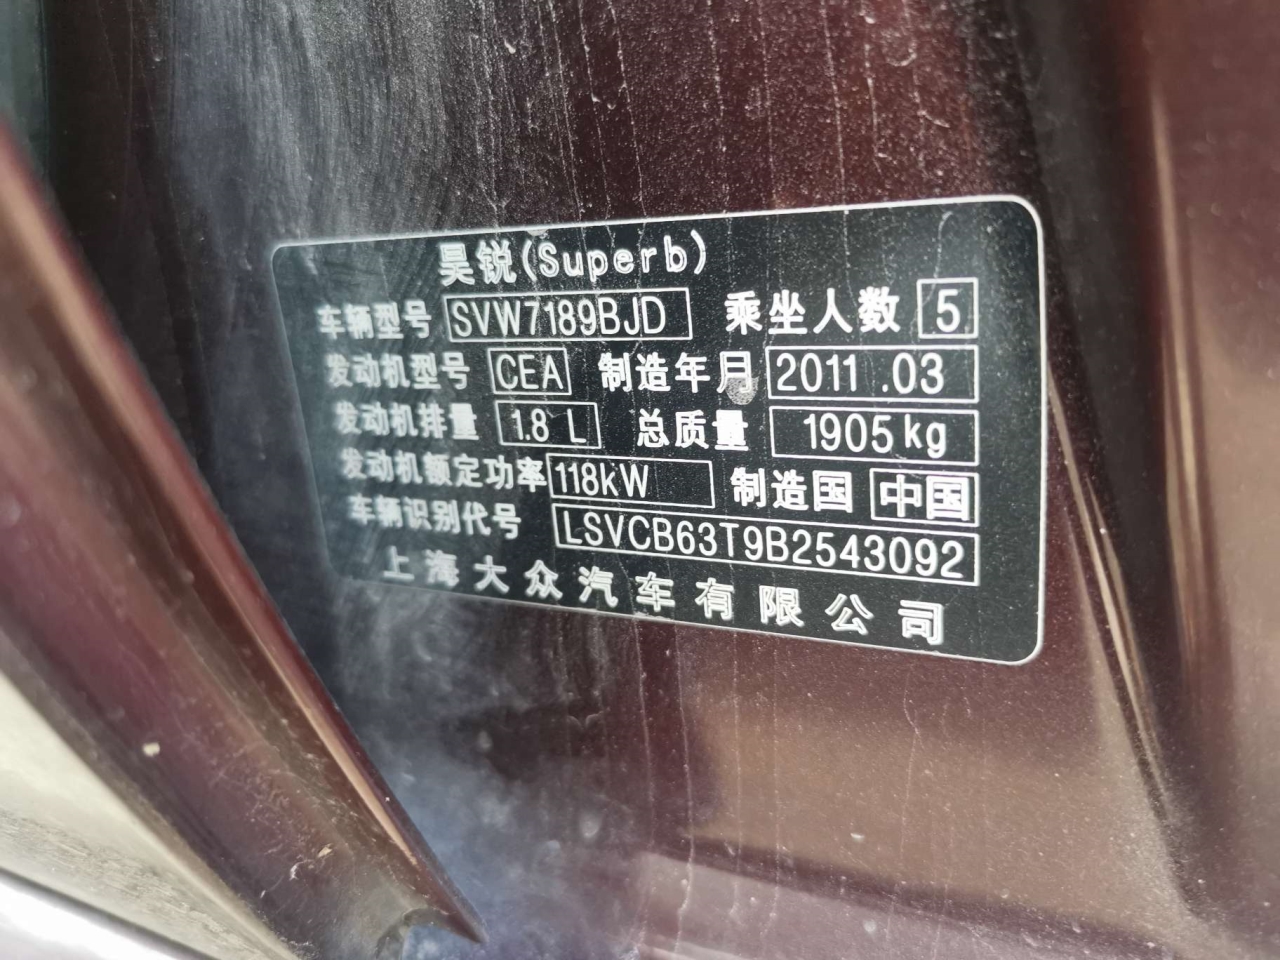 昊锐(Superb)
车辆型号 SVW7189BJD 乘坐人数 5
发动机型号 CEA 制造年月 2011 .03
发动机排量 1.8 L 总质量 1905kg
发动机额定功率 118kW 制造国 中国
车辆识别代号 LSVCB63T9B2543092
上海大众汽车有限公司